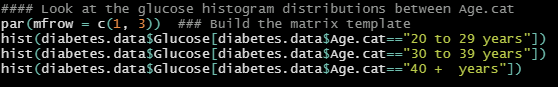 #### Look at the glucose histogram distributions between Age.cat
par(mfrow = c(1, 3))  ### Build the matrix template
hist(diabetes.data$Glucose[diabetes.data$Age.cat=="20 to 29 years"])
hist(diabetes.data$Glucose[diabetes.data$Age.cat=="30 to 39 years"])
hist(diabetes.data$Glucose[diabetes.data$Age.cat=="40 +  years"])